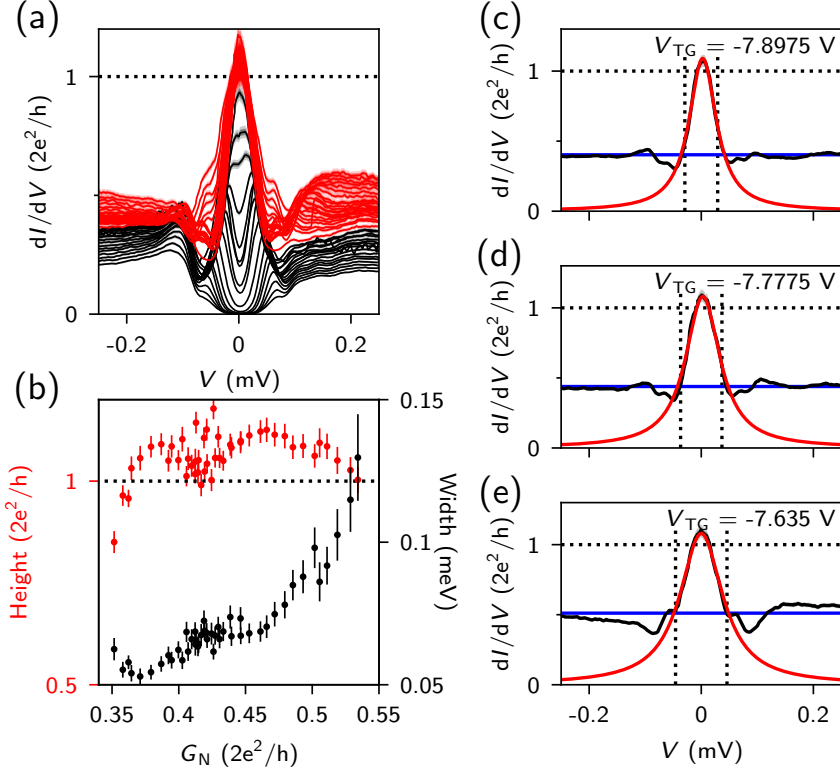 (a)
dI/dV (2e²/h)
1
0
-0.2
0
0.2
V (mV)
(b)
Height (2e²/h)
1
0.5
0.15
0.1
0.05
Width (meV)
0.35
0.4
0.45
0.5
0.55
G_N (2e²/h)
(c)
V_TG = -7.8975 V
dI/dV (2e²/h)
1
0
(d)
V_TG = -7.7775 V
dI/dV (2e²/h)
1
0
(e)
V_TG = -7.635 V
dI/dV (2e²/h)
1
0
-0.2
0
0.2
V (mV)